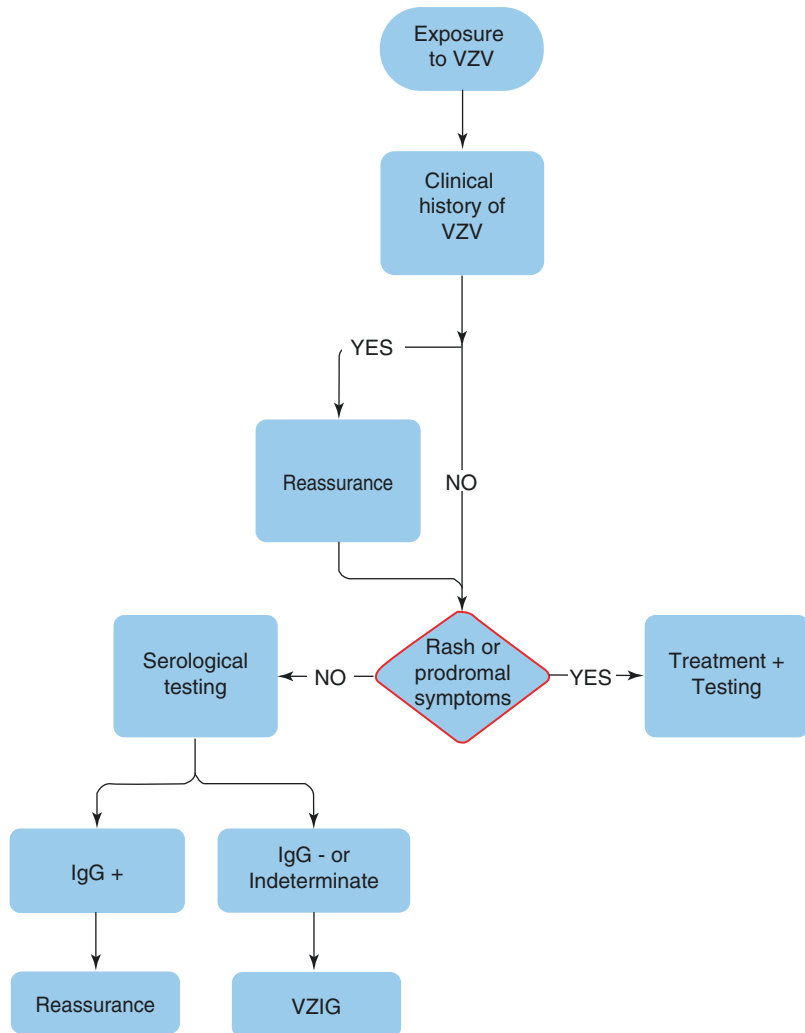 Exposure
to VZV
Clinical
history of
VZV
YES
Reassurance
NO
Rash or
prodromal
symptoms
NO
YES
Serological
testing
Treatment +
Testing
IgG +
IgG - or
Indeterminate
Reassurance
VZIG